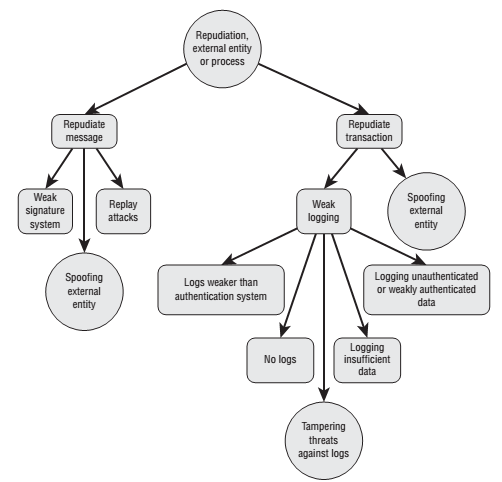 Repudiation,
external entity
or process
Repudiate
message
Repudiate
transaction
Weak
signature
system
Replay
attacks
Weak
logging
Spoofing
external
entity
Spoofing
external
entity
Logs weaker than
authentication system
Logging unauthenticated
or weakly authenticated
data
No logs
Logging
insufficient
data
Tampering
threats
against logs